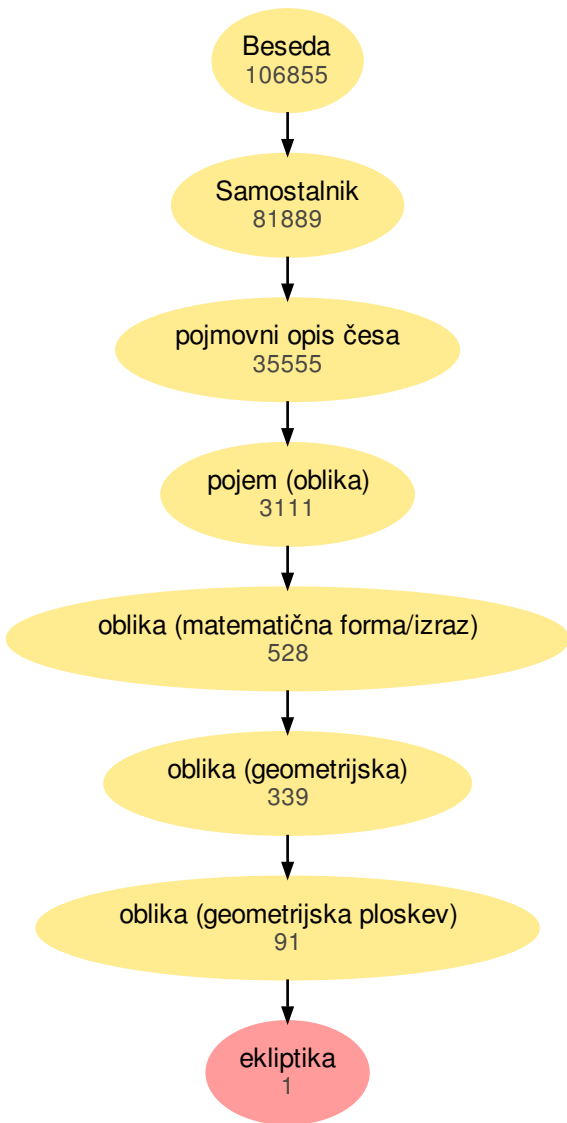 Beseda
106855
Samostalnik
81889
pojmovni opis česa
35555
pojem (oblika)
3111
oblika (matematična forma/izraz)
528
oblika (geometrijska)
339
oblika (geometrijska ploskev)
91
ekliptika
1